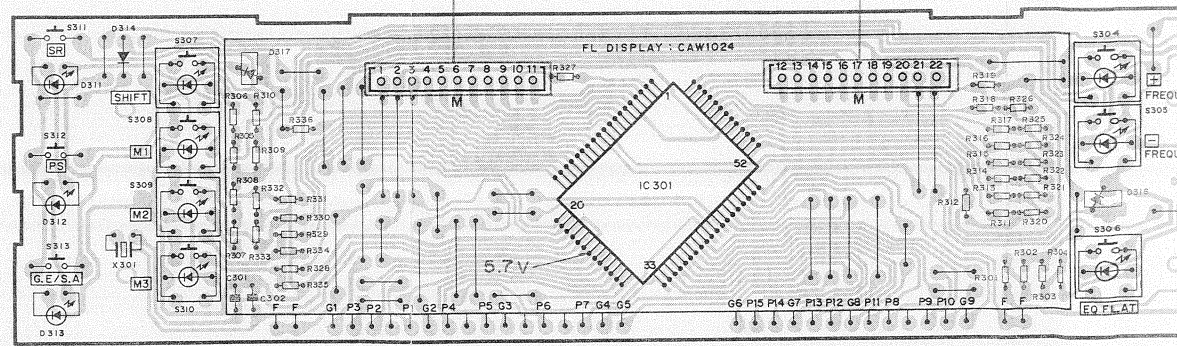 S311
SR
D311
D314
SHIFT
S307
D317
FL DISPLAY : CAW1024
1 2 3 4 5 6 7 8 9 10 11
M
R327
12 13 14 15 16 17 18 19 20 21 22
M
S304
+
FREQU
R306 R310
R336
S308
M1
R305
R309
S312
PS
D312
S309
M2
R308
R332
R331
R330
R329
R334
R328
R335
R307
R333
S313
G.E/S.A
D313
X301
M3
S310
C301
C302
1
52
IC 301
20
33
5.7V
R319
R318 R326
R317 R325
R316 R324
R315 R323
R314 R322
R313 R321
R312
R311 R320
S305
−
FREQU
S306
EQ FLAT
R301
R302
R303
R304
F F G1 P3 P2 P1 G2 P4 P5 G3 P6 P7 G4 G5
G6 P15 P14 G7 P13 P12 G8 P11 P8 P9 P10 G9 F F